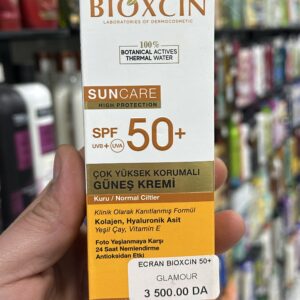 BIOXCIN
LABORATORIES OF DERMOCOSMETIC
100%
BOTANICAL ACTIVES
THERMAL WATER
SUNCARE
HIGH PROTECTION
SPF 50+
UVB + UVA
ÇOK YÜKSEK KORUMALI
GÜNEŞ KREMİ
Kuru / Normal Ciltler
Klinik Olarak Kanıtlanmış Formül
Kolajen, Hyaluronik Asit
Yeşil Çay, Vitamin E
Foto Yaşlanmaya Karşı
24 Saat Nemlendirme
Antioksidan Etki
ECRAN BIOXCIN 50+
GLAMOUR
3 500.00 DA